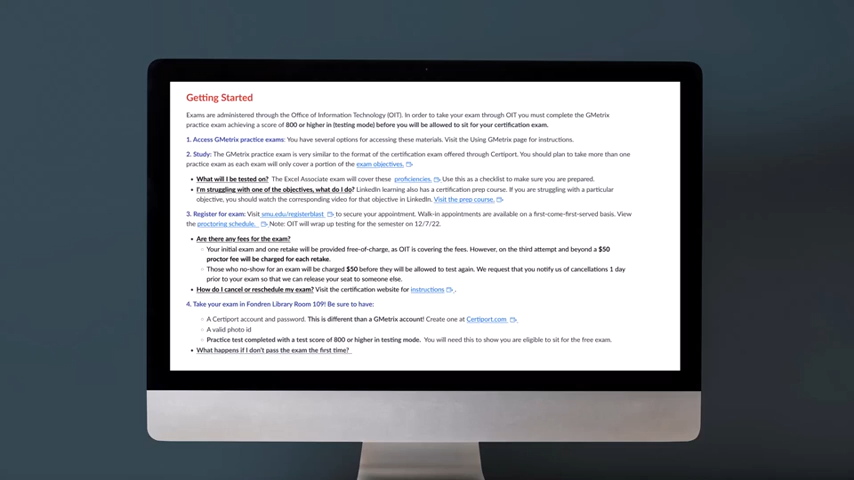 Getting Started
Exams are administered through the Office of Information Technology (OIT). In order to take your exam through OIT you must complete the GMetrix
practice exam achieving a score of 800 or higher in (testing mode) before you will be allowed to sit for your certification exam.
1. Access GMetrix practice exams: You have several options for accessing these materials. Visit the Using GMetrix page for instructions.
2. Study: The GMetrix practice exam is very similar to the format of the certification exam offered through Certiport. You should plan to take more than one
practice exam as each exam will only cover a portion of the exam objectives.
• What will I be tested on? The Excel Associate exam will cover these proficiencies. Use this as a checklist to make sure you are prepared.
• I'm struggling with one of the objectives, what do I do? LinkedIn learning also has a certification prep course. If you are struggling with a particular
objective, you should watch the corresponding video for that objective in LinkedIn. Visit the prep course.
3. Register for exam: Visit smu.edu/registerblast to secure your appointment. Walk-in appointments are available on a first-come-first-served basis. View
the proctoring schedule. Note: OIT will wrap up testing for the semester on 12/7/22.
• Are there any fees for the exam?
○ Your initial exam and one retake will be provided free-of-charge, as OIT is covering the fees. However, on the third attempt and beyond a $50
proctor fee will be charged for each retake.
○ Those who no-show for an exam will be charged $50 before they will be allowed to test again. We request that you notify us of cancellations 1 day
prior to your exam so that we can release your seat to someone else.
• How do I cancel or reschedule my exam? Visit the certification website for instructions.
4. Take your exam in Fondren Library Room 109! Be sure to have:
○ A Certiport account and password. This is different than a GMetrix account! Create one at Certiport.com
○ A valid photo id
○ Practice test completed with a test score of 800 or higher in testing mode. You will need this to show you are eligible to sit for the free exam.
• What happens if I don't pass the exam the first time?